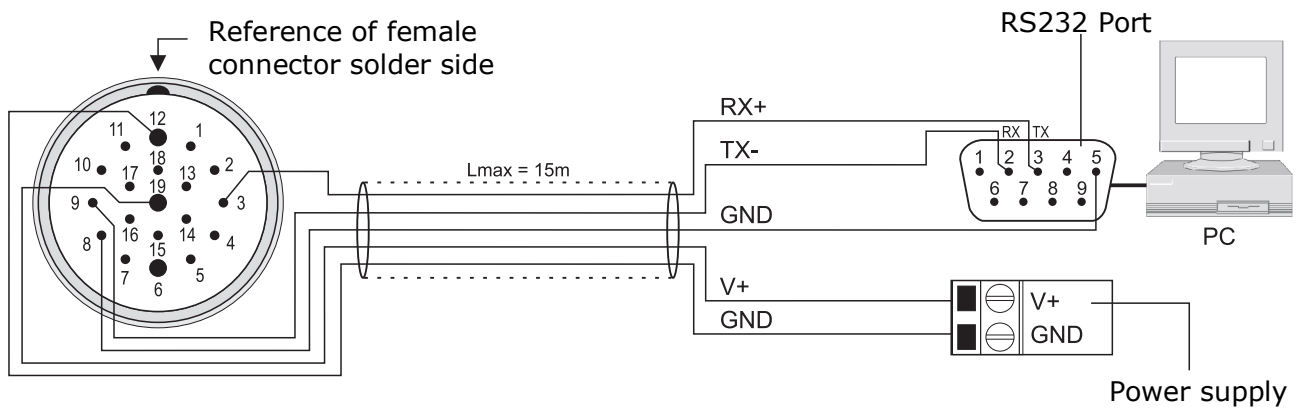 Reference of female
connector solder side
RS232 Port
12
11
1
10
18
2
17
13
19
9
3
16
14
8
15
4
7
5
6
Lmax = 15m
RX+
TX-
GND
V+
GND
RX TX
1 2 3 4 5
6 7 8 9
PC
V+
GND
Power supply